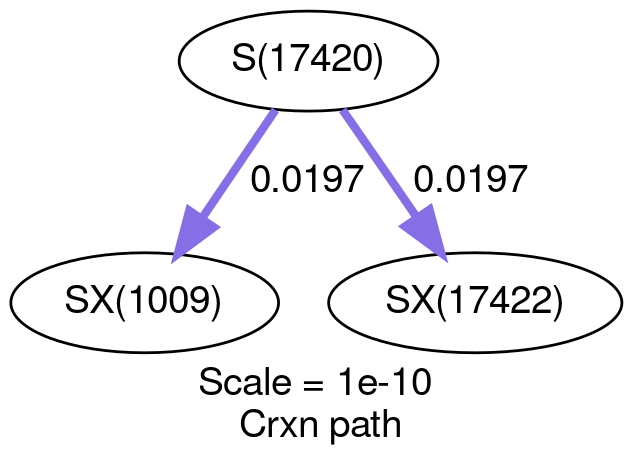 S(17420)
0.0197
0.0197
SX(1009)
SX(17422)
Scale = 1e-10
Crxn path